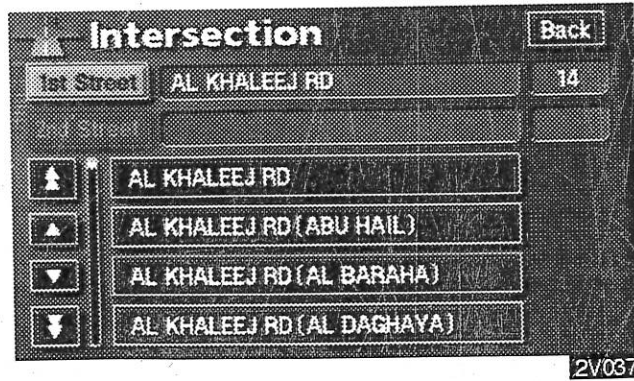 Intersection Back
1st Street AL KHALEEJ RD 14
2nd Street
AL KHALEEJ RD
AL KHALEEJ RD(ABU HAIL)
AL KHALEEJ RD(AL BARAHA)
AL KHALEEJ RD(AL DAGHAYA)
2V037